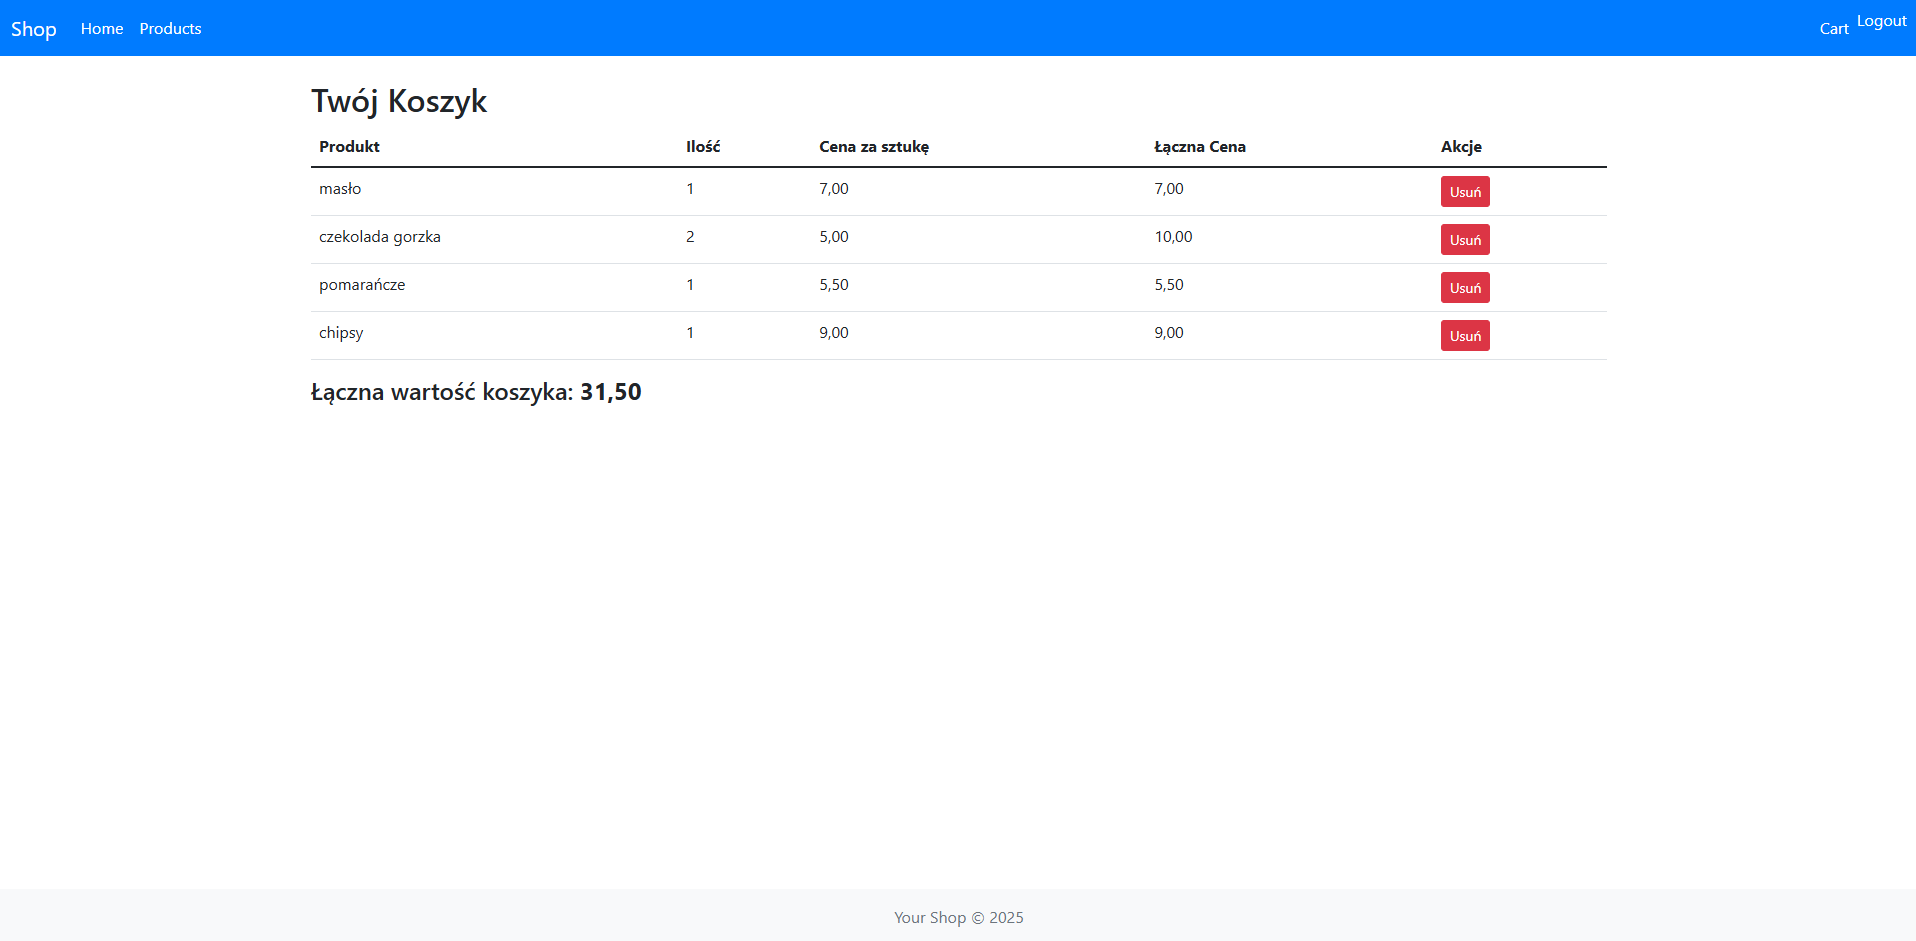 Shop Home Products Cart Logout
Twój Koszyk
Produkt Ilość Cena za sztukę Łączna Cena Akcje
masło 1 7,00 7,00 Usuń
czekolada gorzka 2 5,00 10,00 Usuń
pomarańcze 1 5,50 5,50 Usuń
chipsy 1 9,00 9,00 Usuń
Łączna wartość koszyka: 31,50
Your Shop © 2025